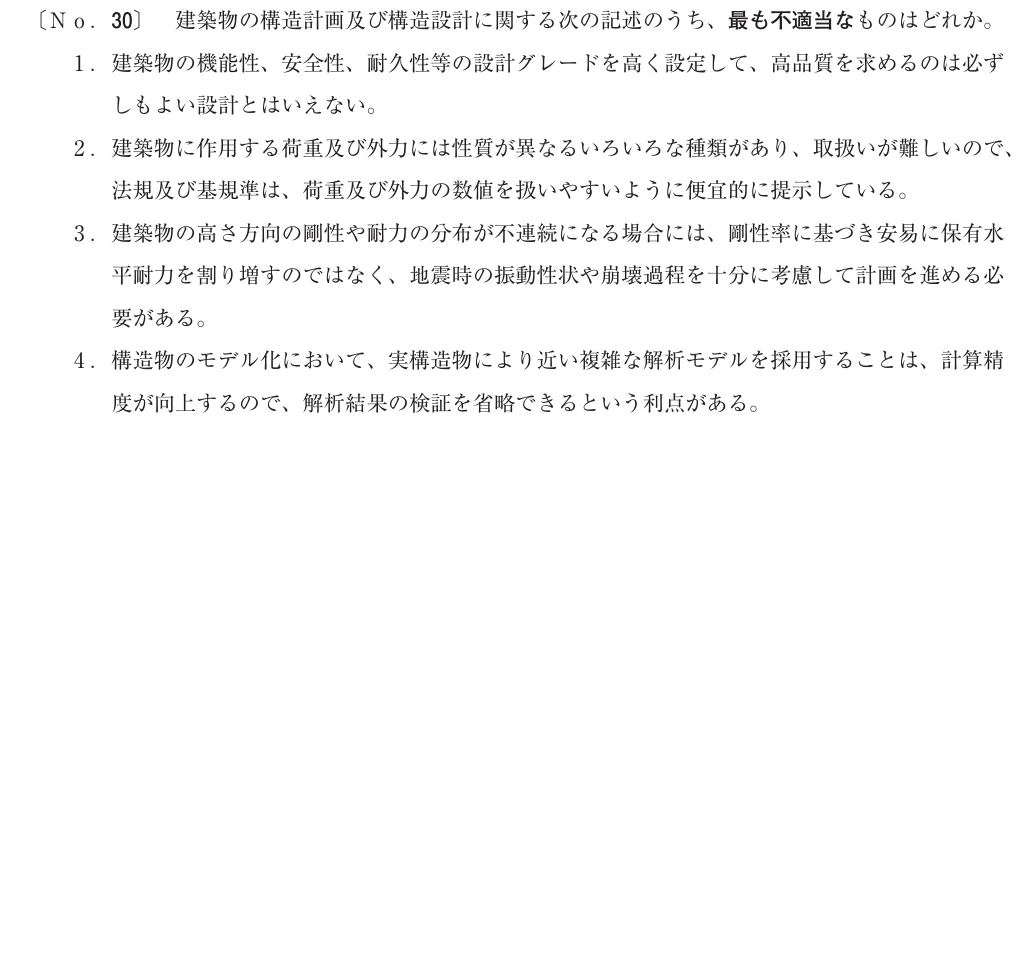 〔Ｎｏ．30〕　建築物の構造計画及び構造設計に関する次の記述のうち、最も不適当なものはどれか。
１．建築物の機能性、安全性、耐久性等の設計グレードを高く設定して、高品質を求めるのは必ず
しもよい設計とはいえない。
２．建築物に作用する荷重及び外力には性質が異なるいろいろな種類があり、取扱いが難しいので、
法規及び基規準は、荷重及び外力の数値を扱いやすいように便宜的に提示している。
３．建築物の高さ方向の剛性や耐力の分布が不連続になる場合には、剛性率に基づき安易に保有水
平耐力を割り増すのではなく、地震時の振動性状や崩壊過程を十分に考慮して計画を進める必
要がある。
４．構造物のモデル化において、実構造物により近い複雑な解析モデルを採用することは、計算精
度が向上するので、解析結果の検証を省略できるという利点がある。